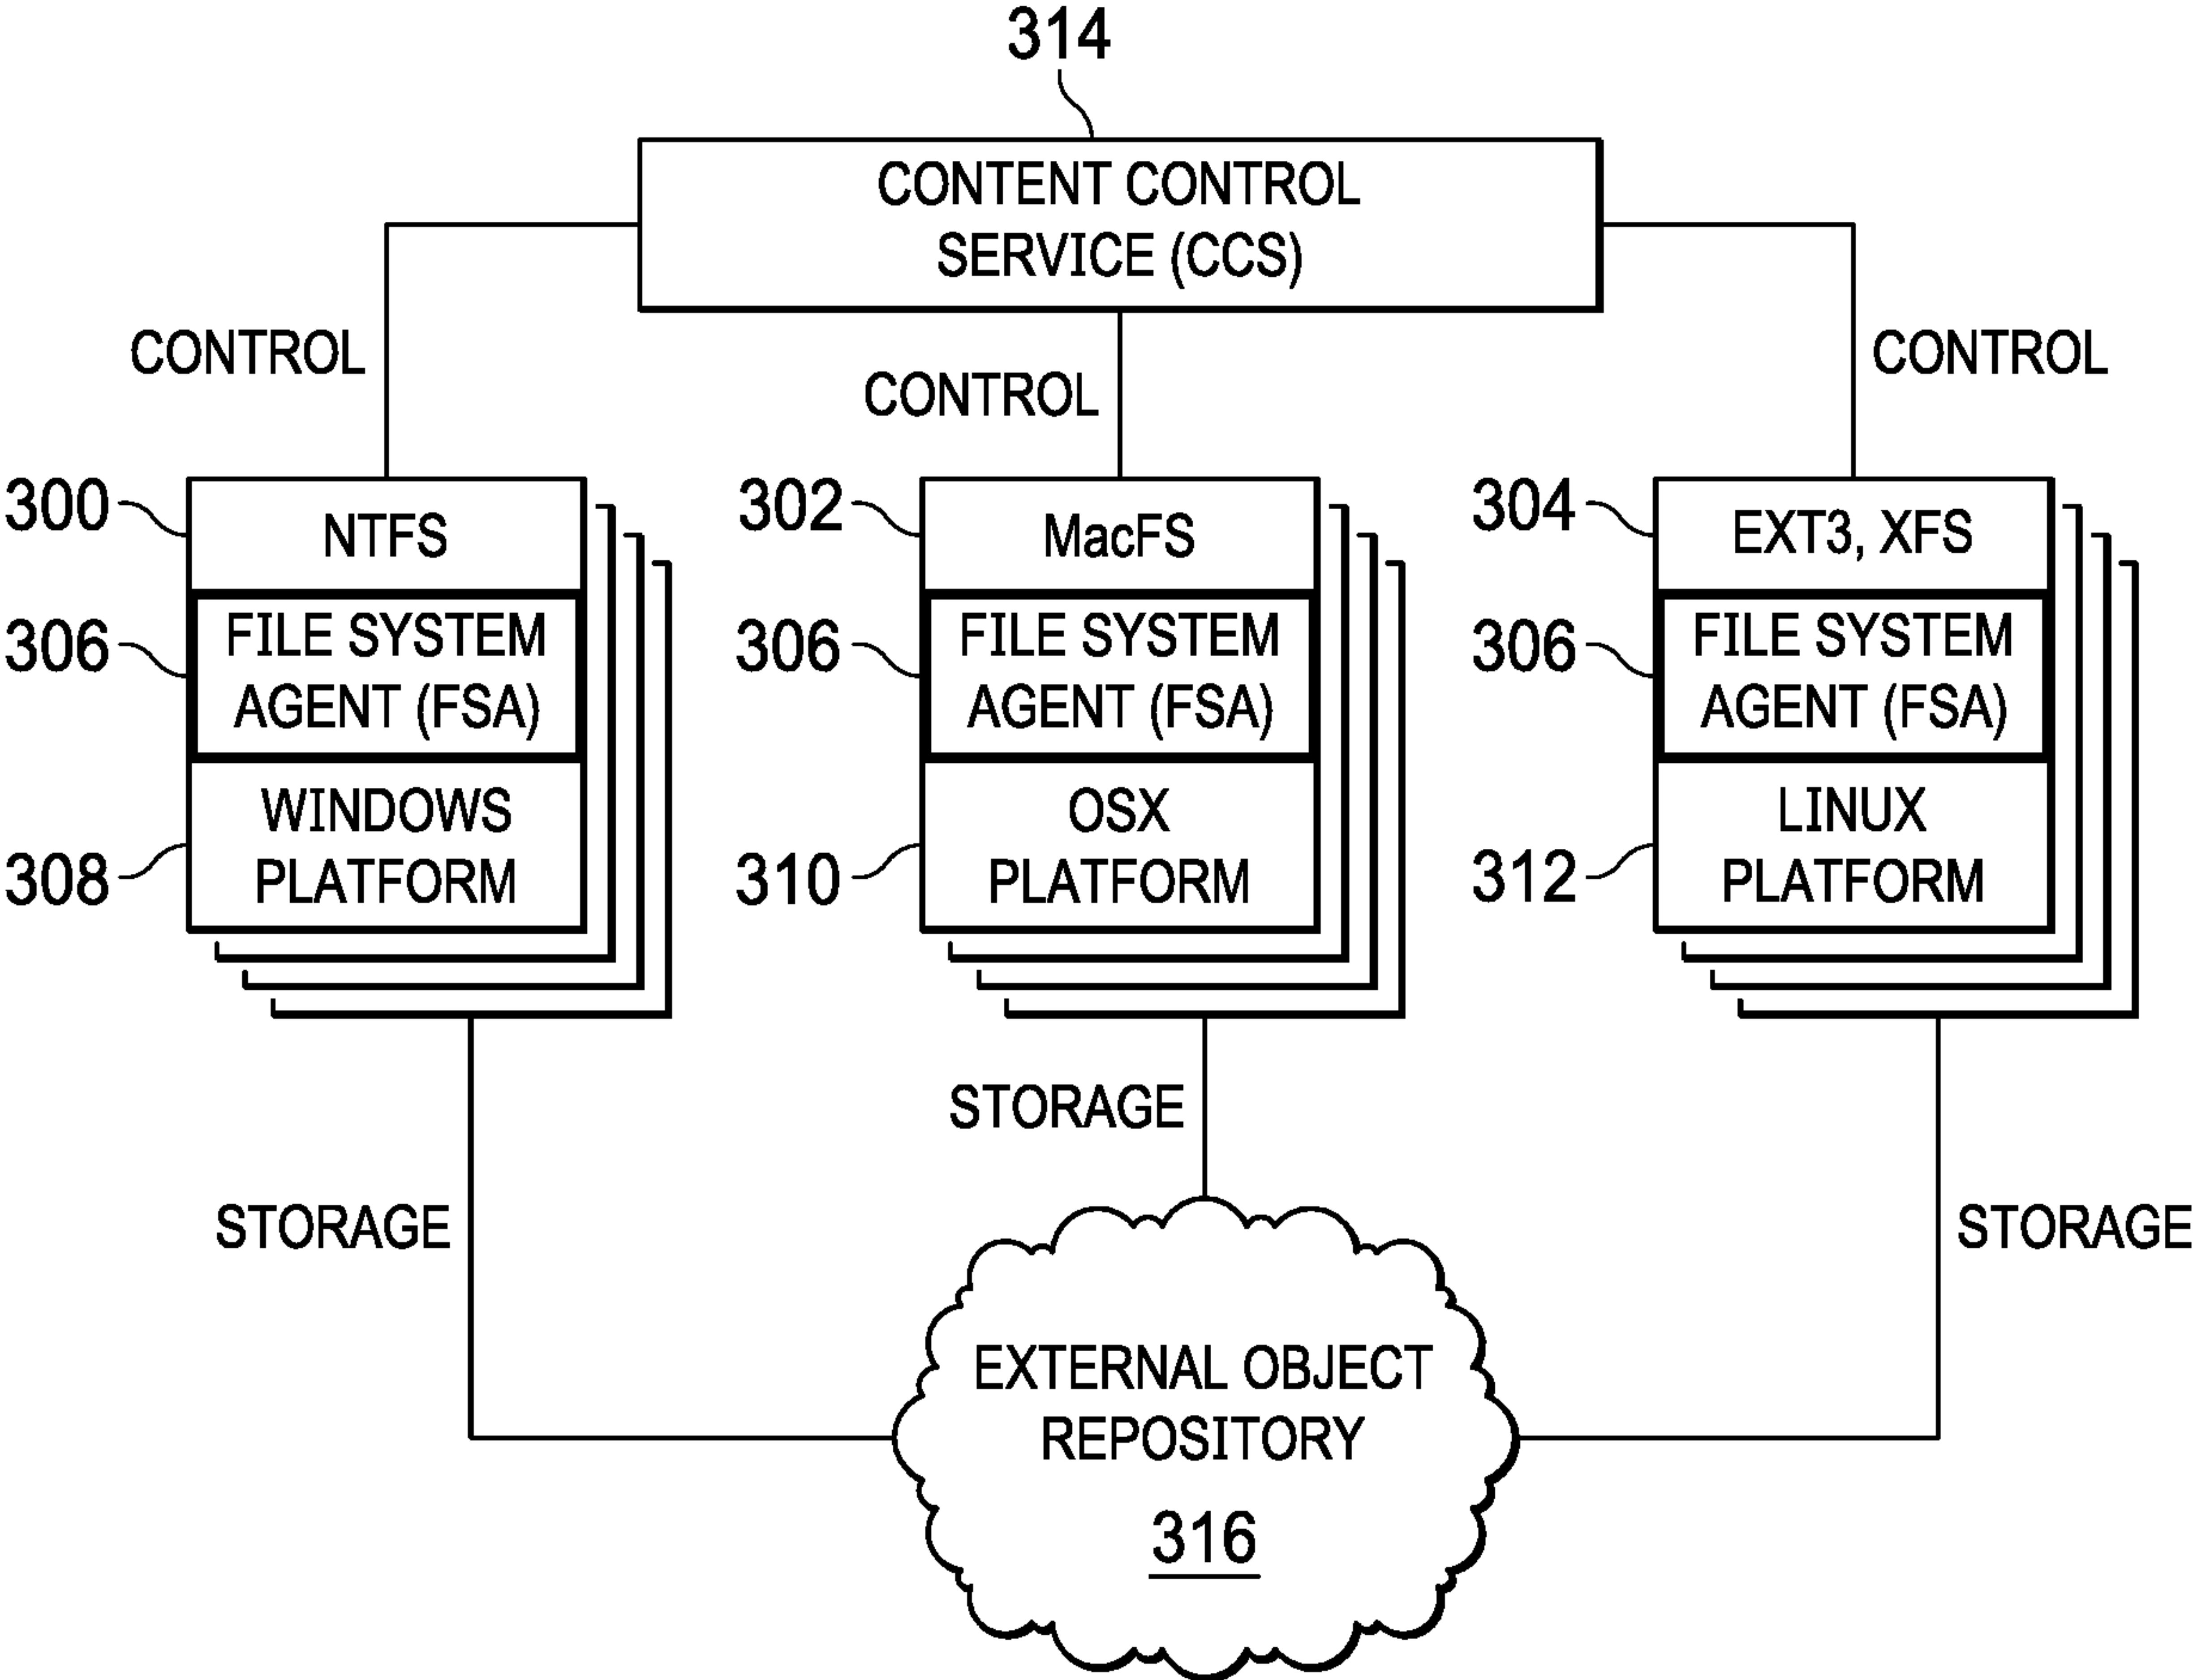 314
CONTENT CONTROL
SERVICE (CCS)
CONTROL
CONTROL
CONTROL
300
NTFS
306
FILE SYSTEM
AGENT (FSA)
308
WINDOWS
PLATFORM
302
MacFS
306
FILE SYSTEM
AGENT (FSA)
310
OSX
PLATFORM
304
EXT3, XFS
306
FILE SYSTEM
AGENT (FSA)
312
LINUX
PLATFORM
STORAGE
STORAGE
STORAGE
EXTERNAL OBJECT
REPOSITORY
316